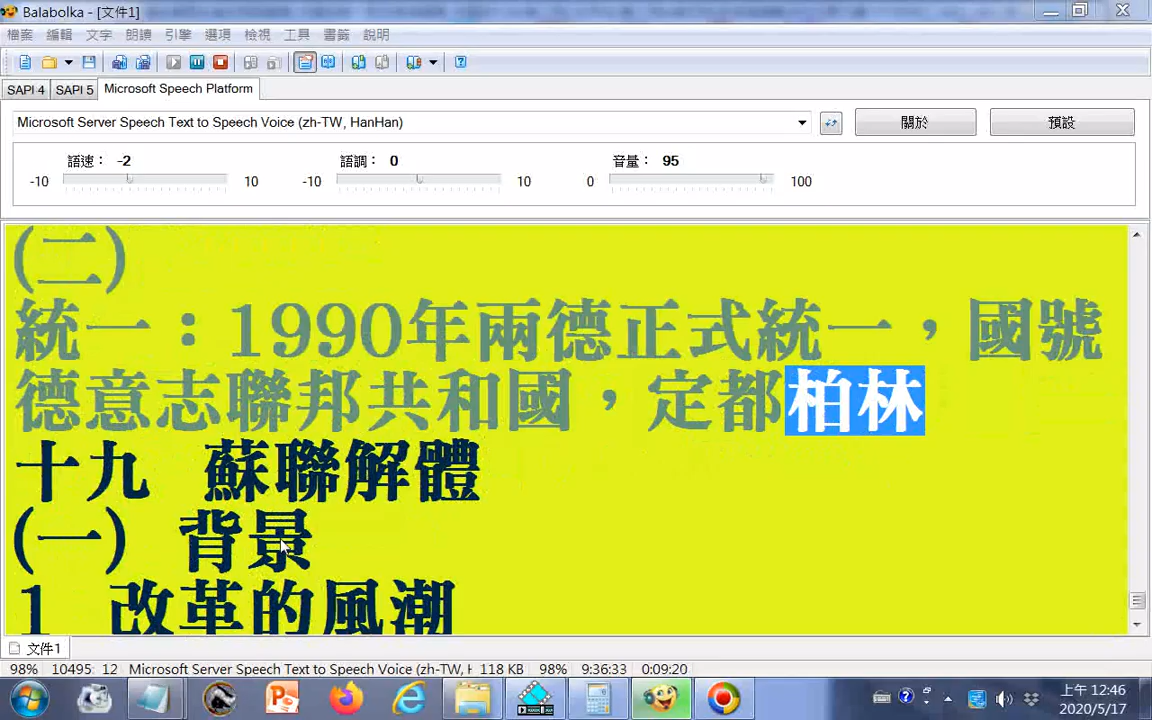 Balabolka - [文件1]
檔案 編輯 文字 朗讀 引擎 選項 檢視 工具 書籤 說明
SAPI 4 SAPI 5 Microsoft Speech Platform
Microsoft Server Speech Text to Speech Voice (zh-TW, HanHan) 關於 預設
語速： -2 語調： 0 音量： 95
-10 10 -10 10 0 100
(二)
統一：1990年兩德正式統一，國號
德意志聯邦共和國，定都柏林
十九 蘇聯解體
(一) 背景
1 改革的風潮
文件1
98% 10495: 12 Microsoft Server Speech Text to Speech Voice (zh-TW, H 118 KB 98% 9:36:33 0:09:20
上午 12:46
2020/5/17